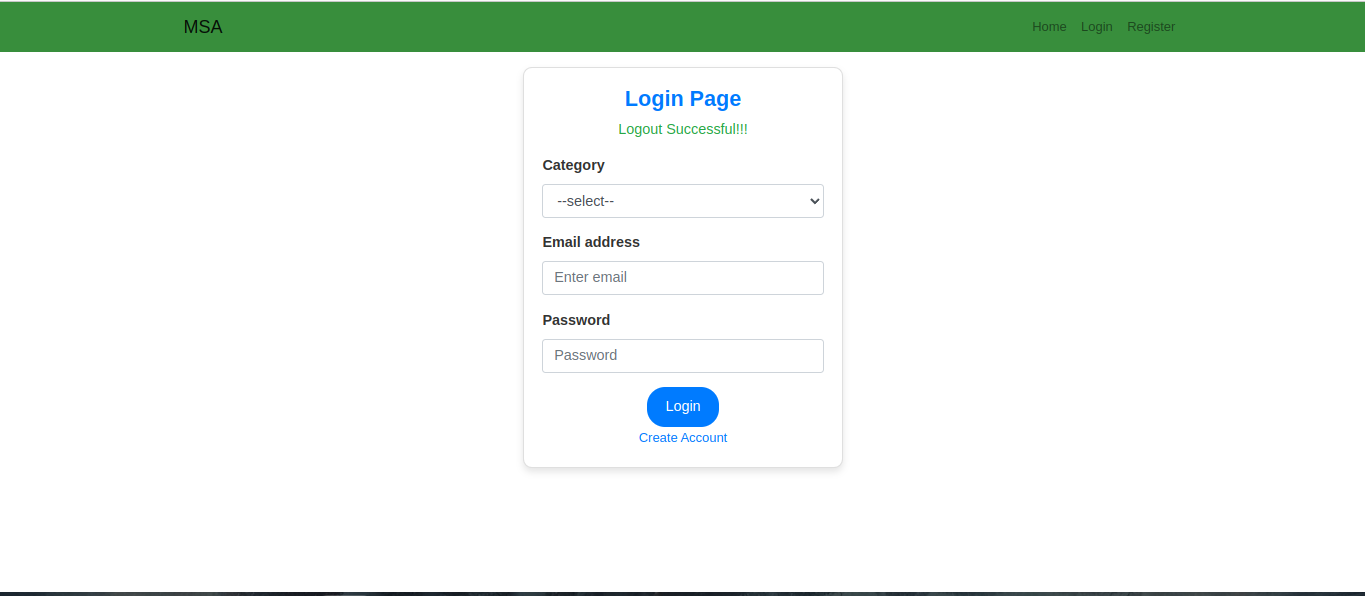 MSA Home Login Register
Login Page
Logout Successful!!!
Category
--select--
Email address
Enter email
Password
Password
Login
Create Account